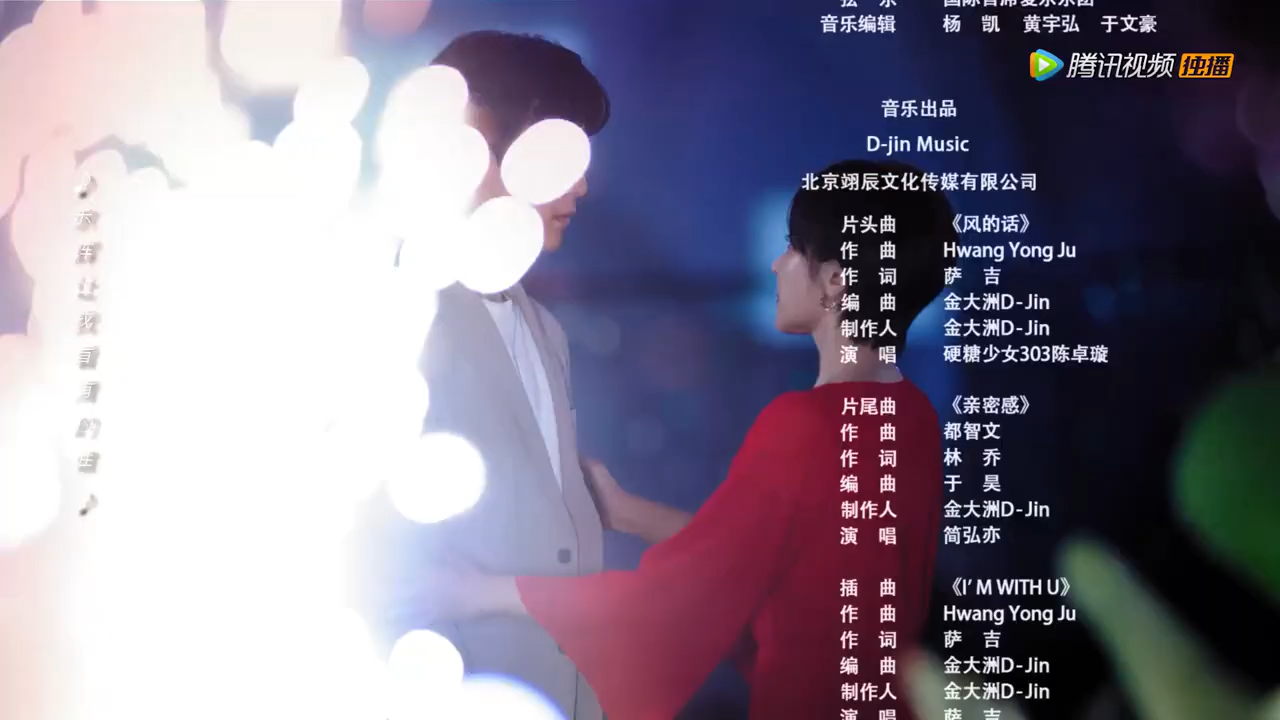 音乐编辑 杨 凯 黄宇弘 于文豪
腾讯视频 独播
音乐出品
D-jin Music
北京翊辰文化传媒有限公司
片头曲 《风的话》
作 曲 Hwang Yong Ju
作 词 萨 吉
编 曲 金大洲D-Jin
制作人 金大洲D-Jin
演 唱 硬糖少女303陈卓璇
片尾曲 《亲密感》
作 曲 都智文
作 词 林 乔
编 曲 于 昊
制作人 金大洲D-Jin
演 唱 简弘亦
插 曲 《I’M WITH U》
作 曲 Hwang Yong Ju
作 词 萨 吉
编 曲 金大洲D-Jin
制作人 金大洲D-Jin
演 唱 萨 吉